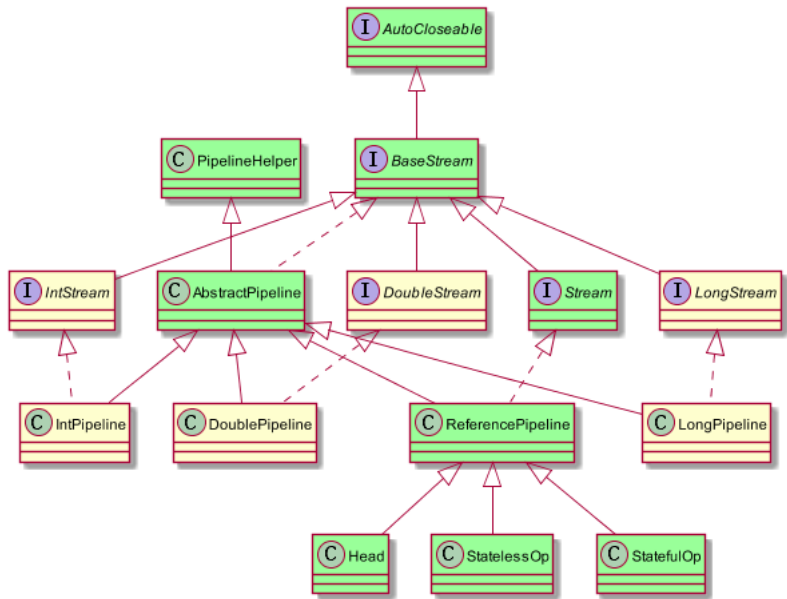 I AutoCloseable
C PipelineHelper
I BaseStream
I IntStream
C AbstractPipeline
I DoubleStream
I Stream
I LongStream
C IntPipeline
C DoublePipeline
C ReferencePipeline
C LongPipeline
C Head
C StatelessOp
C StatefulOp